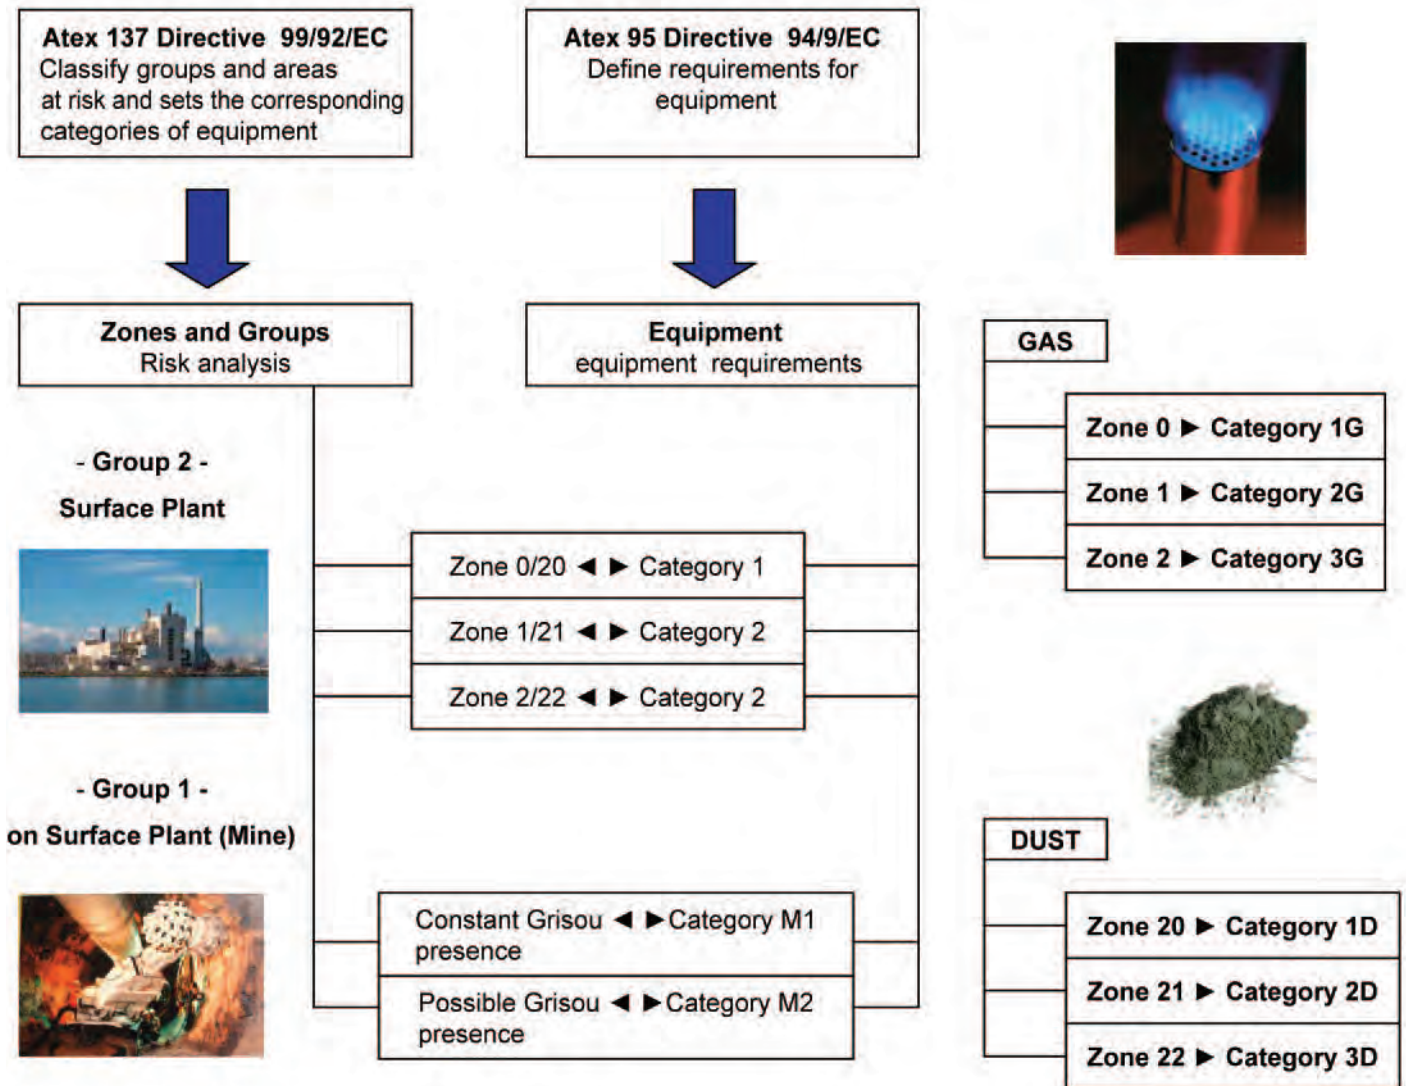 Atex 137 Directive 99/92/EC
Classify groups and areas
at risk and sets the corresponding
categories of equipment
Atex 95 Directive 94/9/EC
Define requirements for
equipment
Zones and Groups
Risk analysis
Equipment
equipment requirements
- Group 2 -
Surface Plant
Zone 0/20 ◄ ► Category 1
Zone 1/21 ◄ ► Category 2
Zone 2/22 ◄ ► Category 2
- Group 1 -
on Surface Plant (Mine)
Constant Grisou ◄ ►Category M1
presence
Possible Grisou ◄ ►Category M2
presence
GAS
Zone 0 ► Category 1G
Zone 1 ► Category 2G
Zone 2 ► Category 3G
DUST
Zone 20 ► Category 1D
Zone 21 ► Category 2D
Zone 22 ► Category 3D